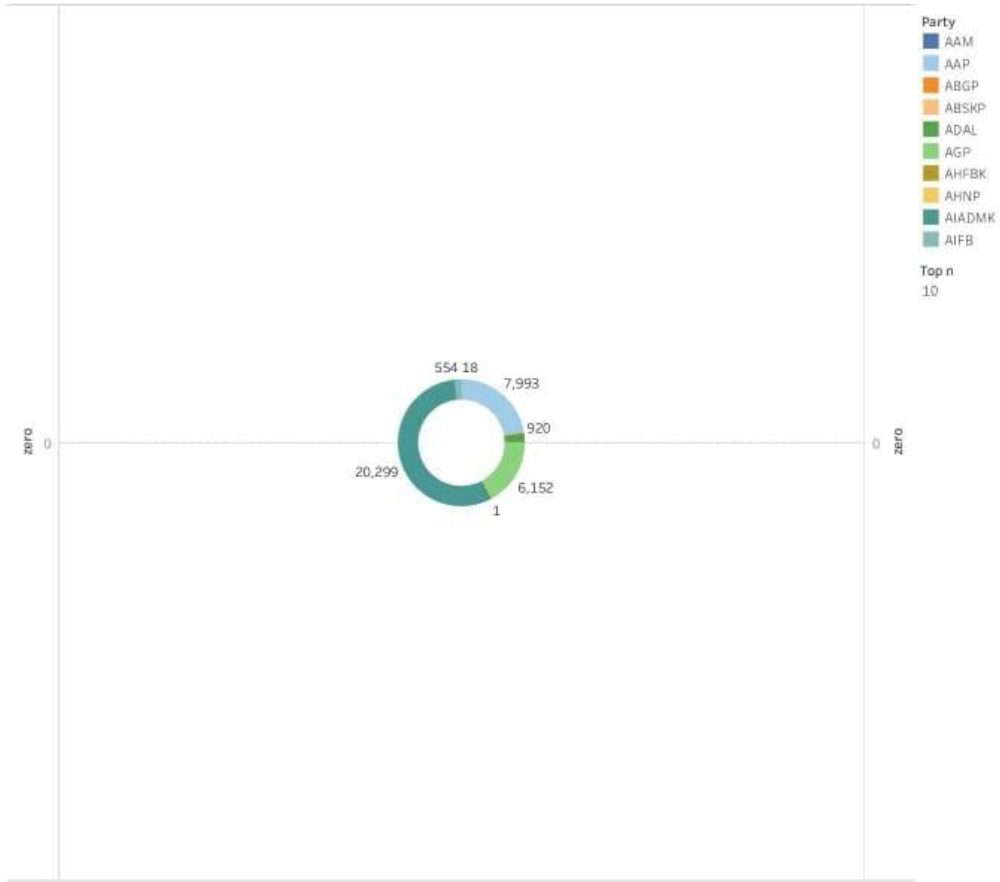 Party
AAM
AAP
ABGP
ABSKP
ADAL
AGP
AHFBK
AHNP
AIADMK
AIFB
Top n
10
554 18
7,993
920
zero 0
0 zero
20,299
6,152
1